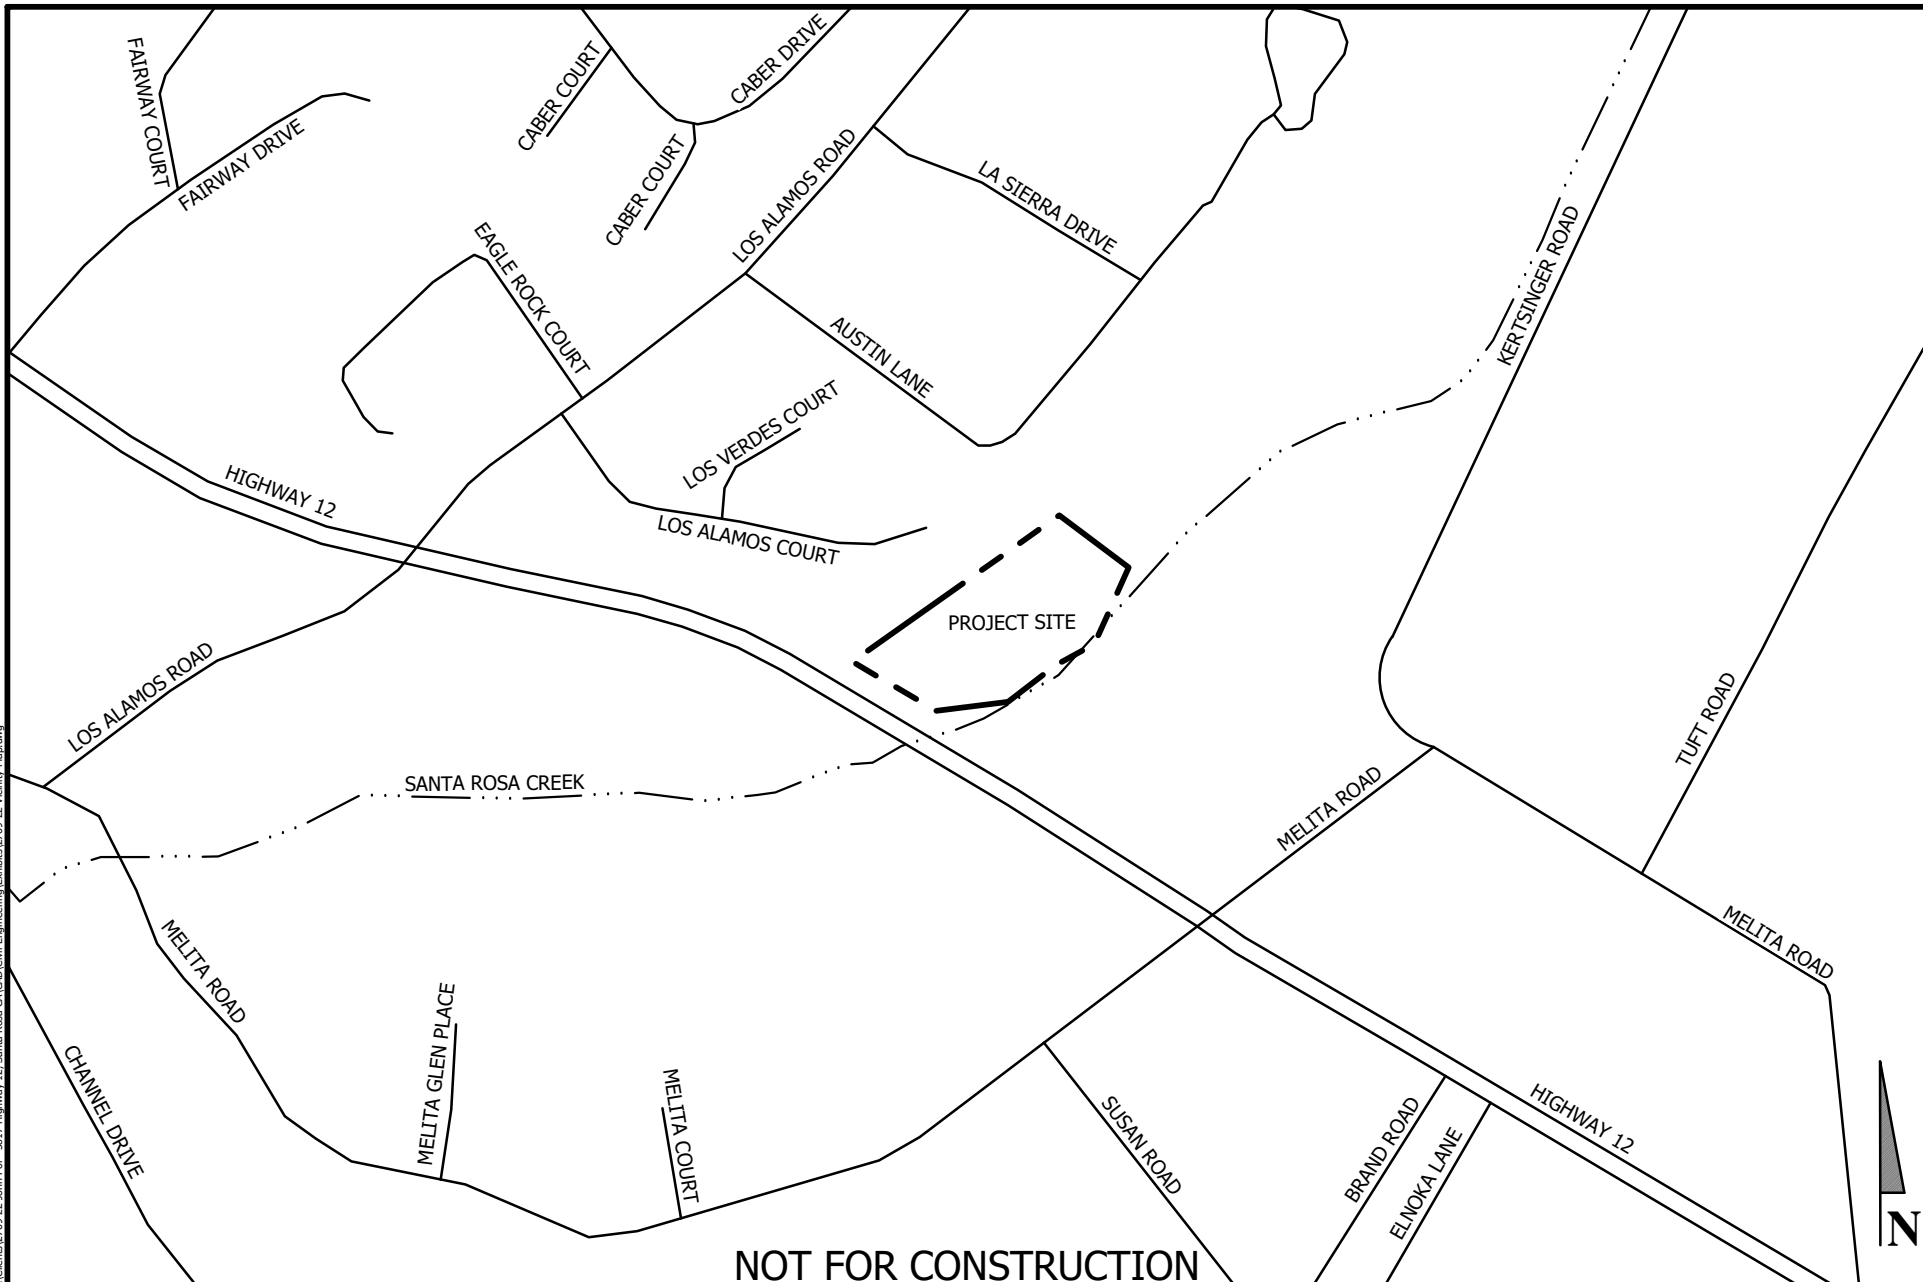 FAIRWAY COURT
FAIRWAY DRIVE
CABER COURT
CABER DRIVE
CABER COURT
LOS ALAMOS ROAD
LA SIERRA DRIVE
EAGLE ROCK COURT
AUSTIN LANE
KERTSINGER ROAD
LOS VERDES COURT
HIGHWAY 12
LOS ALAMOS COURT
PROJECT SITE
LOS ALAMOS ROAD
TUFT ROAD
SANTA ROSA CREEK
MELITA ROAD
MELITA ROAD
MELITA ROAD
CHANNEL DRIVE
MELITA GLEN PLACE
MELITA COURT
SUSAN ROAD
BRAND ROAD
ELNOKA LANE
HIGHWAY 12
N
NOT FOR CONSTRUCTION